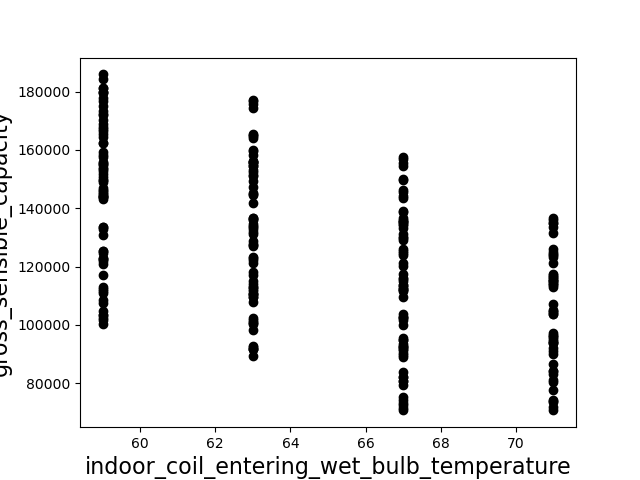 180000
160000
140000
120000
100000
80000
gross_sensible_capacity
60 62 64 66 68 70
indoor_coil_entering_wet_bulb_temperature